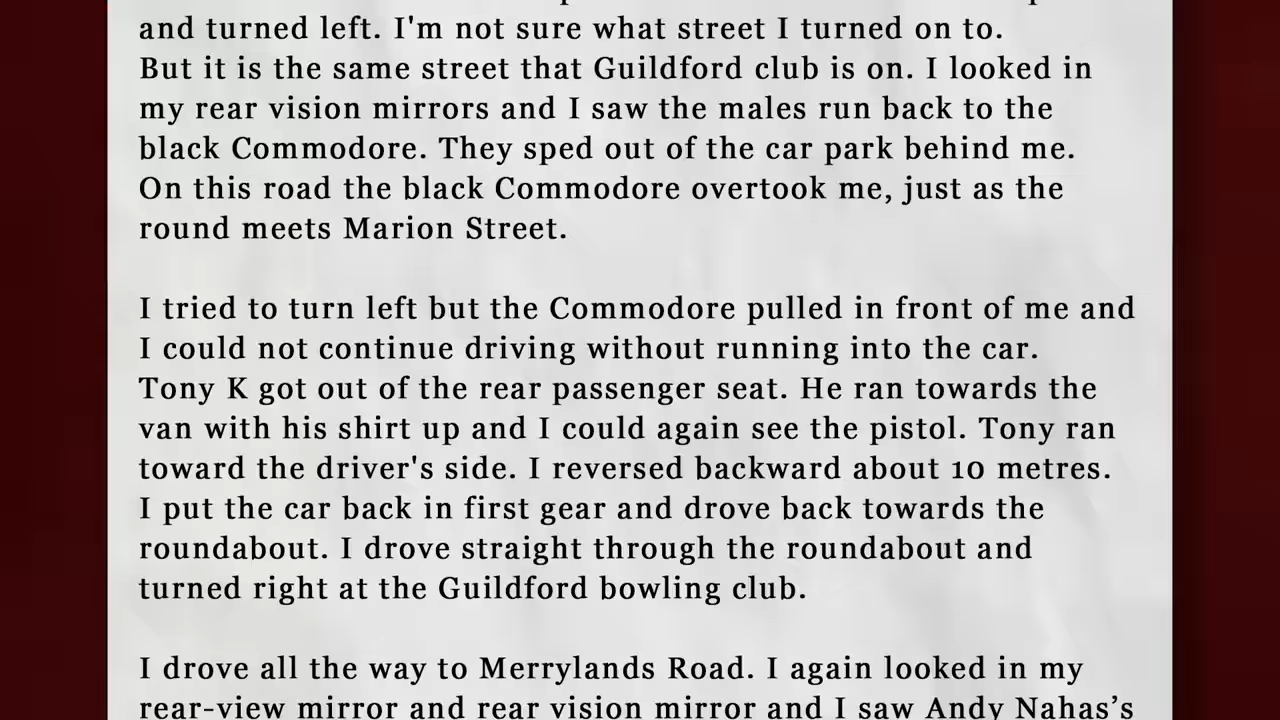 and turned left. I'm not sure what street I turned on to.
But it is the same street that Guildford club is on. I looked in
my rear vision mirrors and I saw the males run back to the
black Commodore. They sped out of the car park behind me.
On this road the black Commodore overtook me, just as the
round meets Marion Street.
I tried to turn left but the Commodore pulled in front of me and
I could not continue driving without running into the car.
Tony K got out of the rear passenger seat. He ran towards the
van with his shirt up and I could again see the pistol. Tony ran
toward the driver's side. I reversed backward about 10 metres.
I put the car back in first gear and drove back towards the
roundabout. I drove straight through the roundabout and
turned right at the Guildford bowling club.
I drove all the way to Merrylands Road. I again looked in my
rear-view mirror and rear vision mirror and I saw Andy Nahas’s